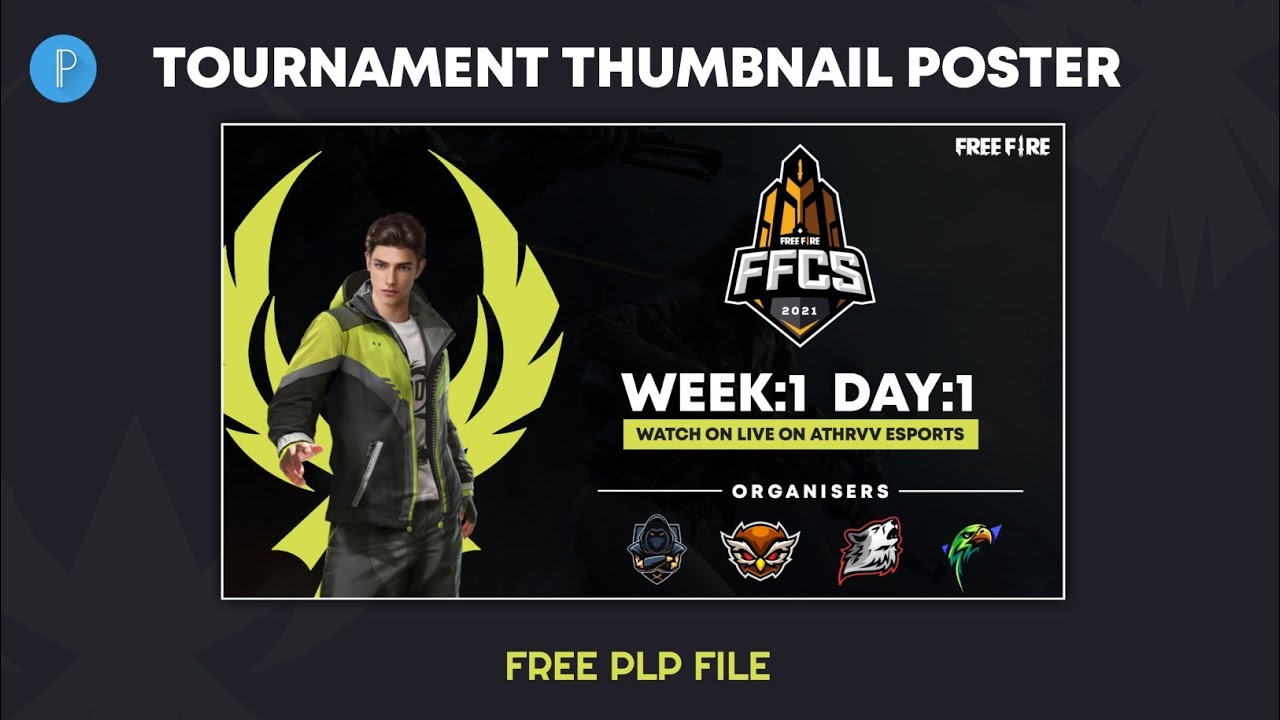 P
TOURNAMENT THUMBNAIL POSTER
FREE FIRE
FREE FIRE
FFCS
2021
WEEK:1 DAY:1
WATCH ON LIVE ON ATHRVV ESPORTS
ORGANISERS
FREE PLP FILE